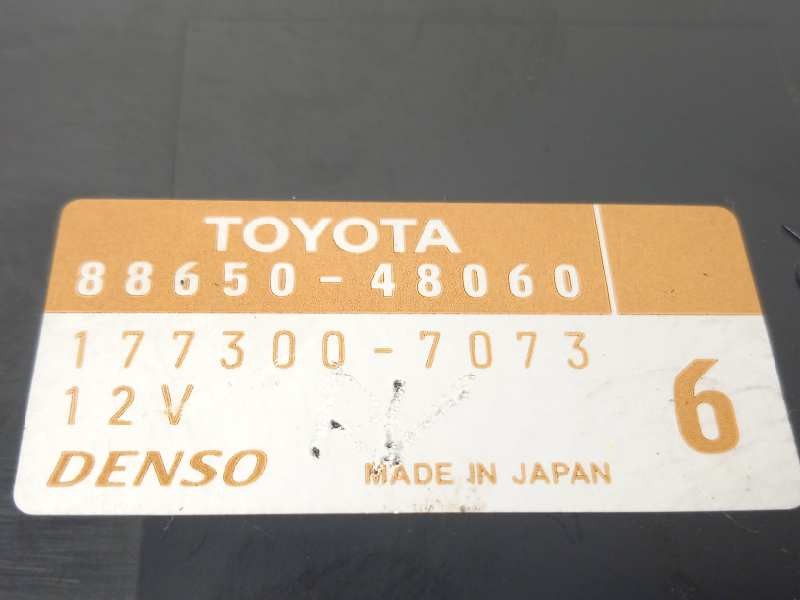 TOYOTA
88650-48060
177300-7073
12V
6
DENSO
MADE IN JAPAN